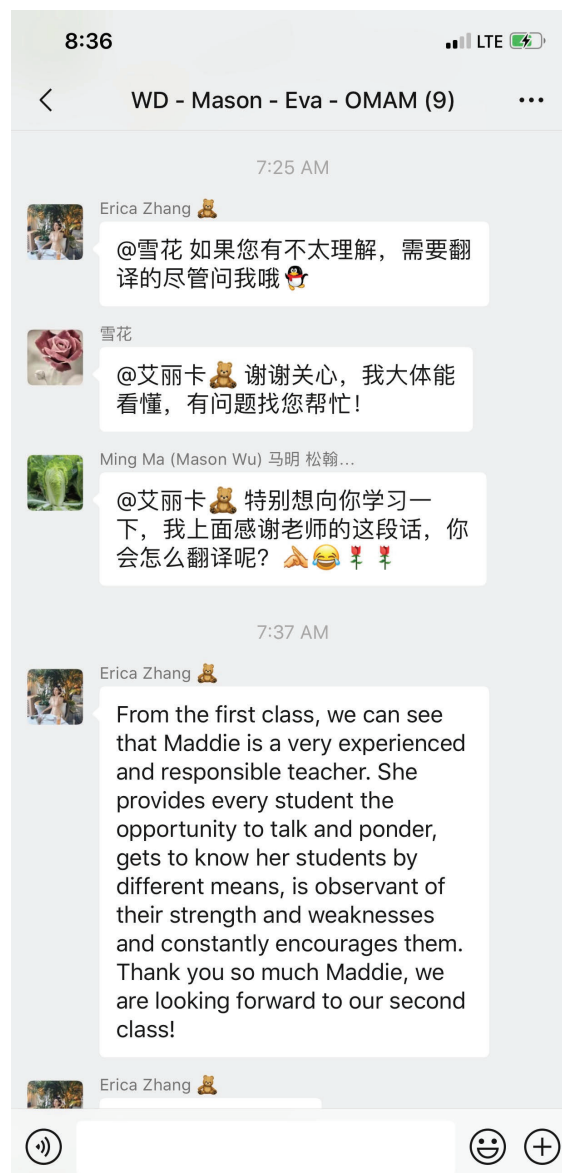 8:36
LTE
WD - Mason - Eva - OMAM (9)
7:25 AM
Erica Zhang 🧸
@雪花 如果您有不太理解，需要翻
译的尽管问我哦🐧
雪花
@艾丽卡🧸 谢谢关心，我大体能
看懂，有问题找您帮忙！
Ming Ma (Mason Wu) 马明 松翰...
@艾丽卡🧸 特别想向你学习一
下，我上面感谢老师的这段话，你
会怎么翻译呢？🙏😂🌹🌹
7:37 AM
Erica Zhang 🧸
From the first class, we can see
that Maddie is a very experienced
and responsible teacher. She
provides every student the
opportunity to talk and ponder,
gets to know her students by
different means, is observant of
their strength and weaknesses
and constantly encourages them.
Thank you so much Maddie, we
are looking forward to our second
class!
Erica Zhang 🧸